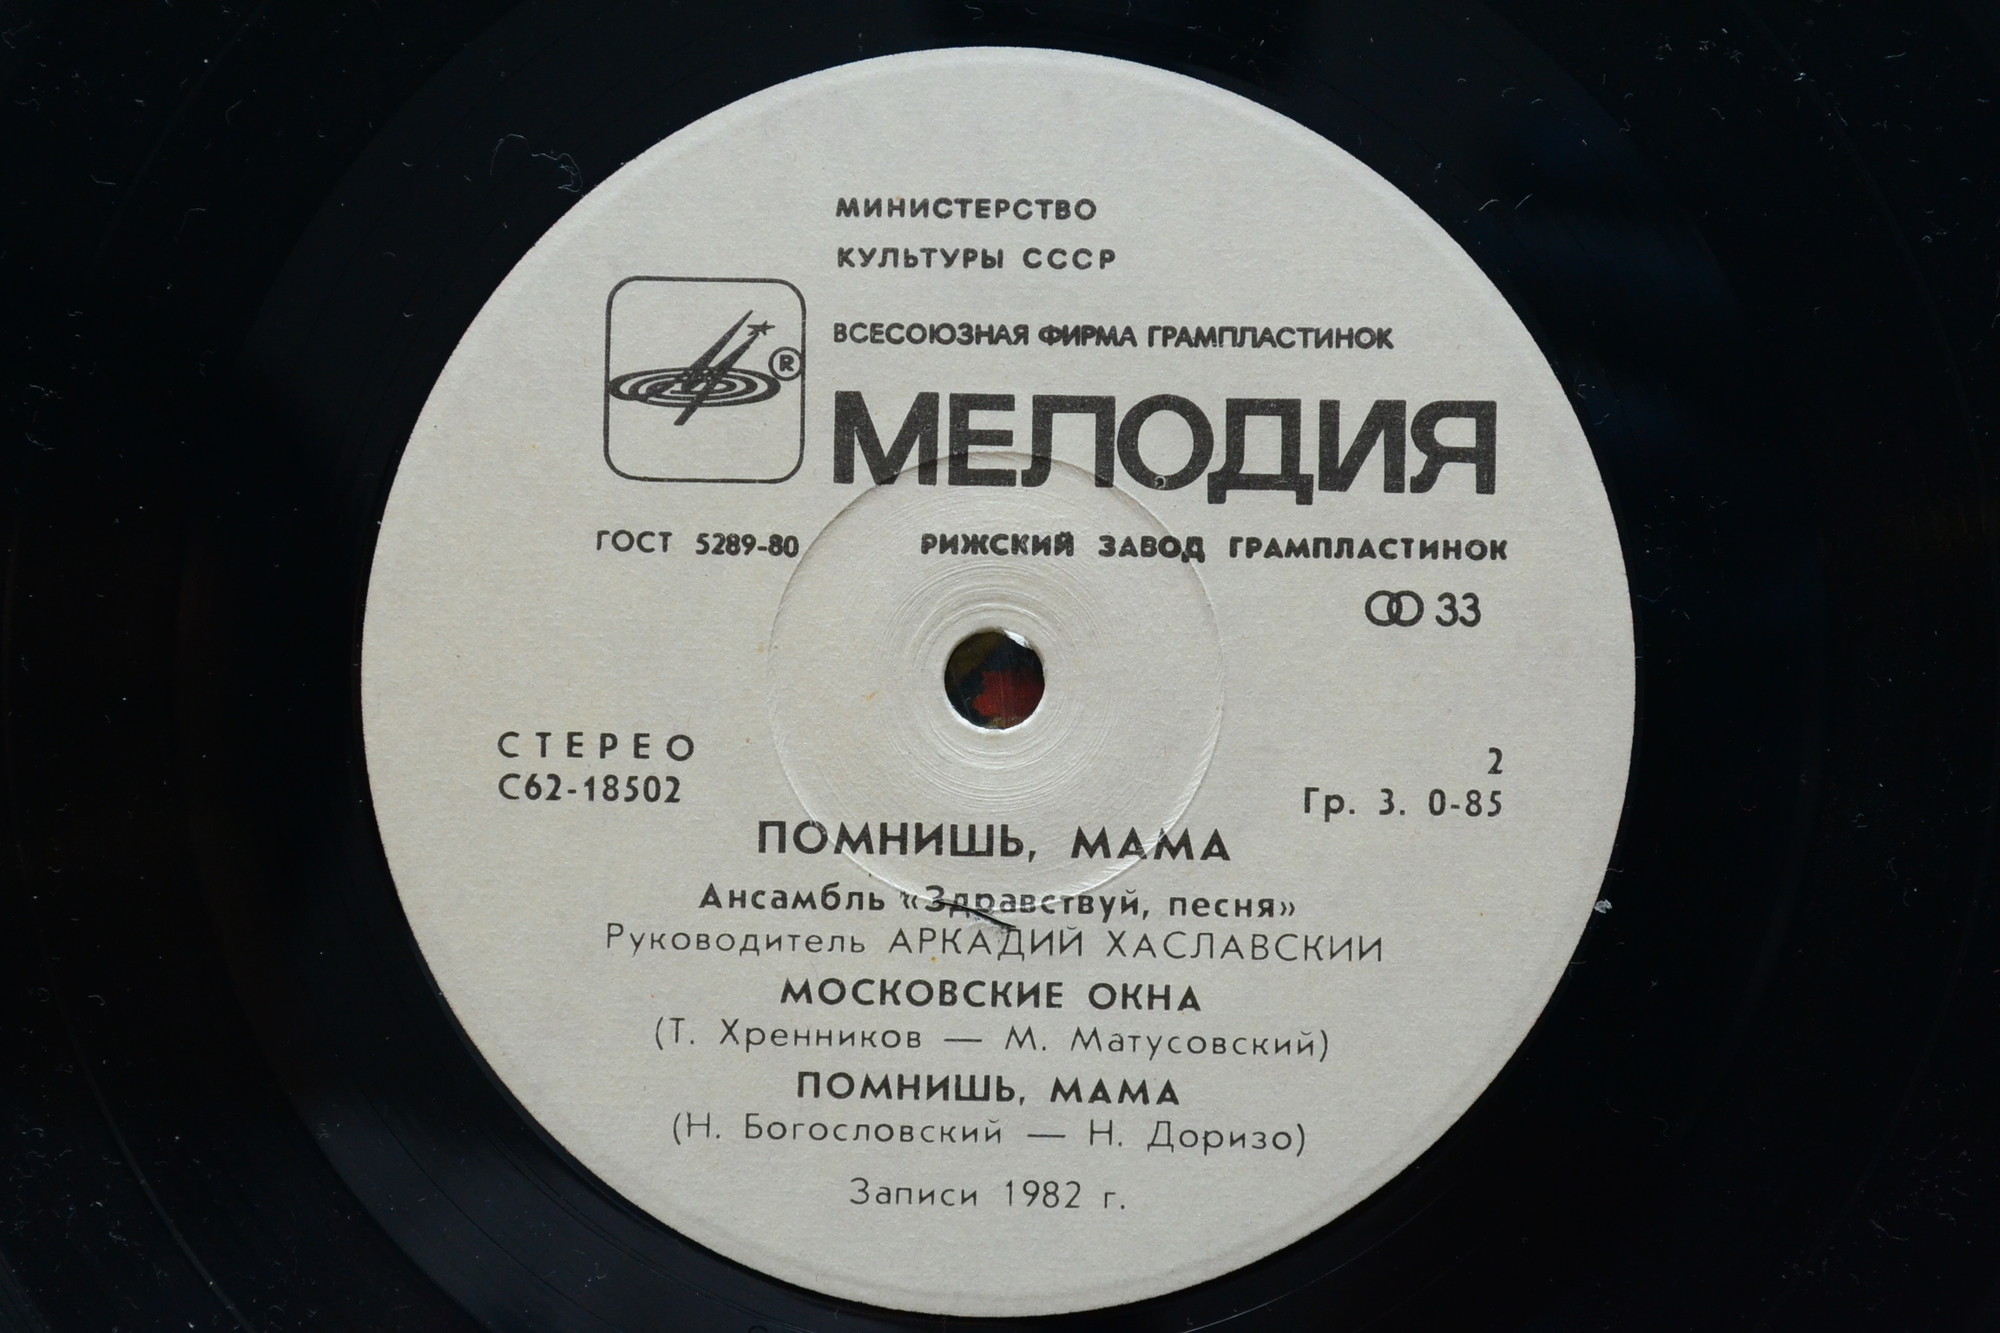 МИНИСТЕРСТВО
КУЛЬТУРЫ СССР
ВСЕСОЮЗНАЯ ФИРМА ГРАМПЛАСТИНОК
®
МЕЛОДИЯ
ГОСТ 5289-80 РИЖСКИЙ ЗАВОД ГРАМПЛАСТИНОК
33
СТЕРЕО 2
С62-18502 Гр. 3. 0-85
ПОМНИШЬ, МАМА
Ансамбль «Здравствуй, песня»
Руководитель АРКАДИЙ ХАСЛАВСКИИ
МОСКОВСКИЕ ОКНА
(Т. Хренников — М. Матусовский)
ПОМНИШЬ, МАМА
(Н. Богословский — Н. Доризо)
Записи 1982 г.